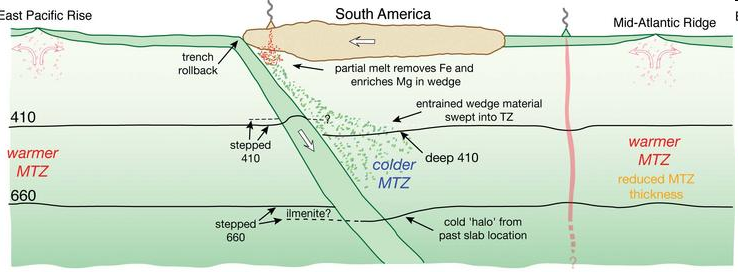 East Pacific Rise
South America
Mid-Atlantic Ridge
trench
rollback
partial melt removes Fe and
enriches Mg in wedge
entrained wedge material
swept into TZ
410
?
stepped
410
deep 410
warmer
MTZ
colder
MTZ
warmer
MTZ
reduced MTZ
thickness
660
ilmenite?
stepped
660
cold 'halo' from
past slab location
?